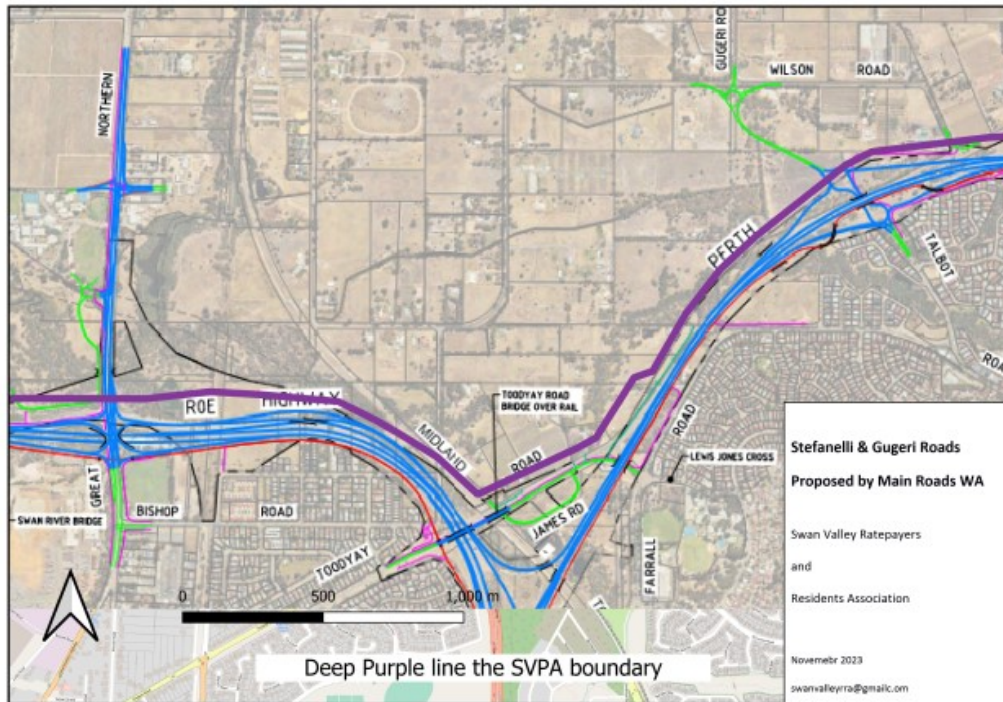 GUGERI RO
WILSON ROAD
NORTHERN
PERTH
TALBOT
ROA
ROE HIGHWAY
TOODYAY ROAD
BRIDGE OVER RAIL
MIDLAND
ROAD
ROAD
LEWIS JONES CROSS
GREAT
SWAN RIVER BRIDGE
BISHOP ROAD
JAMES RD
TOODYAY
FARRALL
0 500 1,000 m
Deep Purple line the SVPA boundary
Stefanelli & Gugeri Roads
Proposed by Main Roads WA
Swan Valley Ratepayers
and
Residents Association
Novemebr 2023
swanvalleyrra@gmailc.om